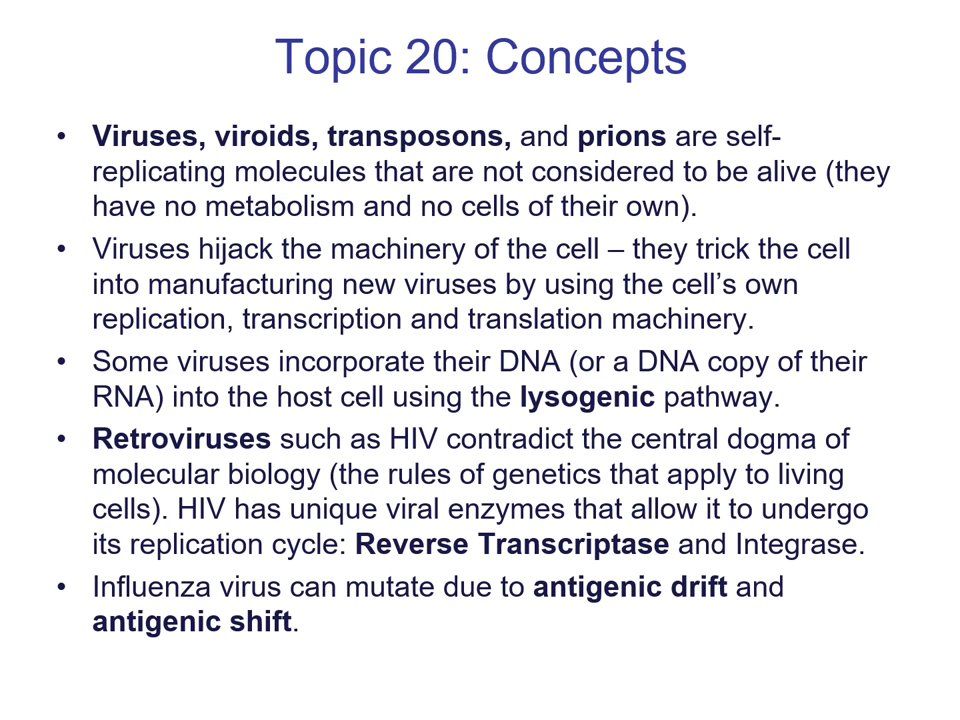 Topic 20: Concepts
• Viruses, viroids, transposons, and prions are self-
replicating molecules that are not considered to be alive (they
have no metabolism and no cells of their own).
• Viruses hijack the machinery of the cell – they trick the cell
into manufacturing new viruses by using the cell’s own
replication, transcription and translation machinery.
• Some viruses incorporate their DNA (or a DNA copy of their
RNA) into the host cell using the lysogenic pathway.
• Retroviruses such as HIV contradict the central dogma of
molecular biology (the rules of genetics that apply to living
cells). HIV has unique viral enzymes that allow it to undergo
its replication cycle: Reverse Transcriptase and Integrase.
• Influenza virus can mutate due to antigenic drift and
antigenic shift.